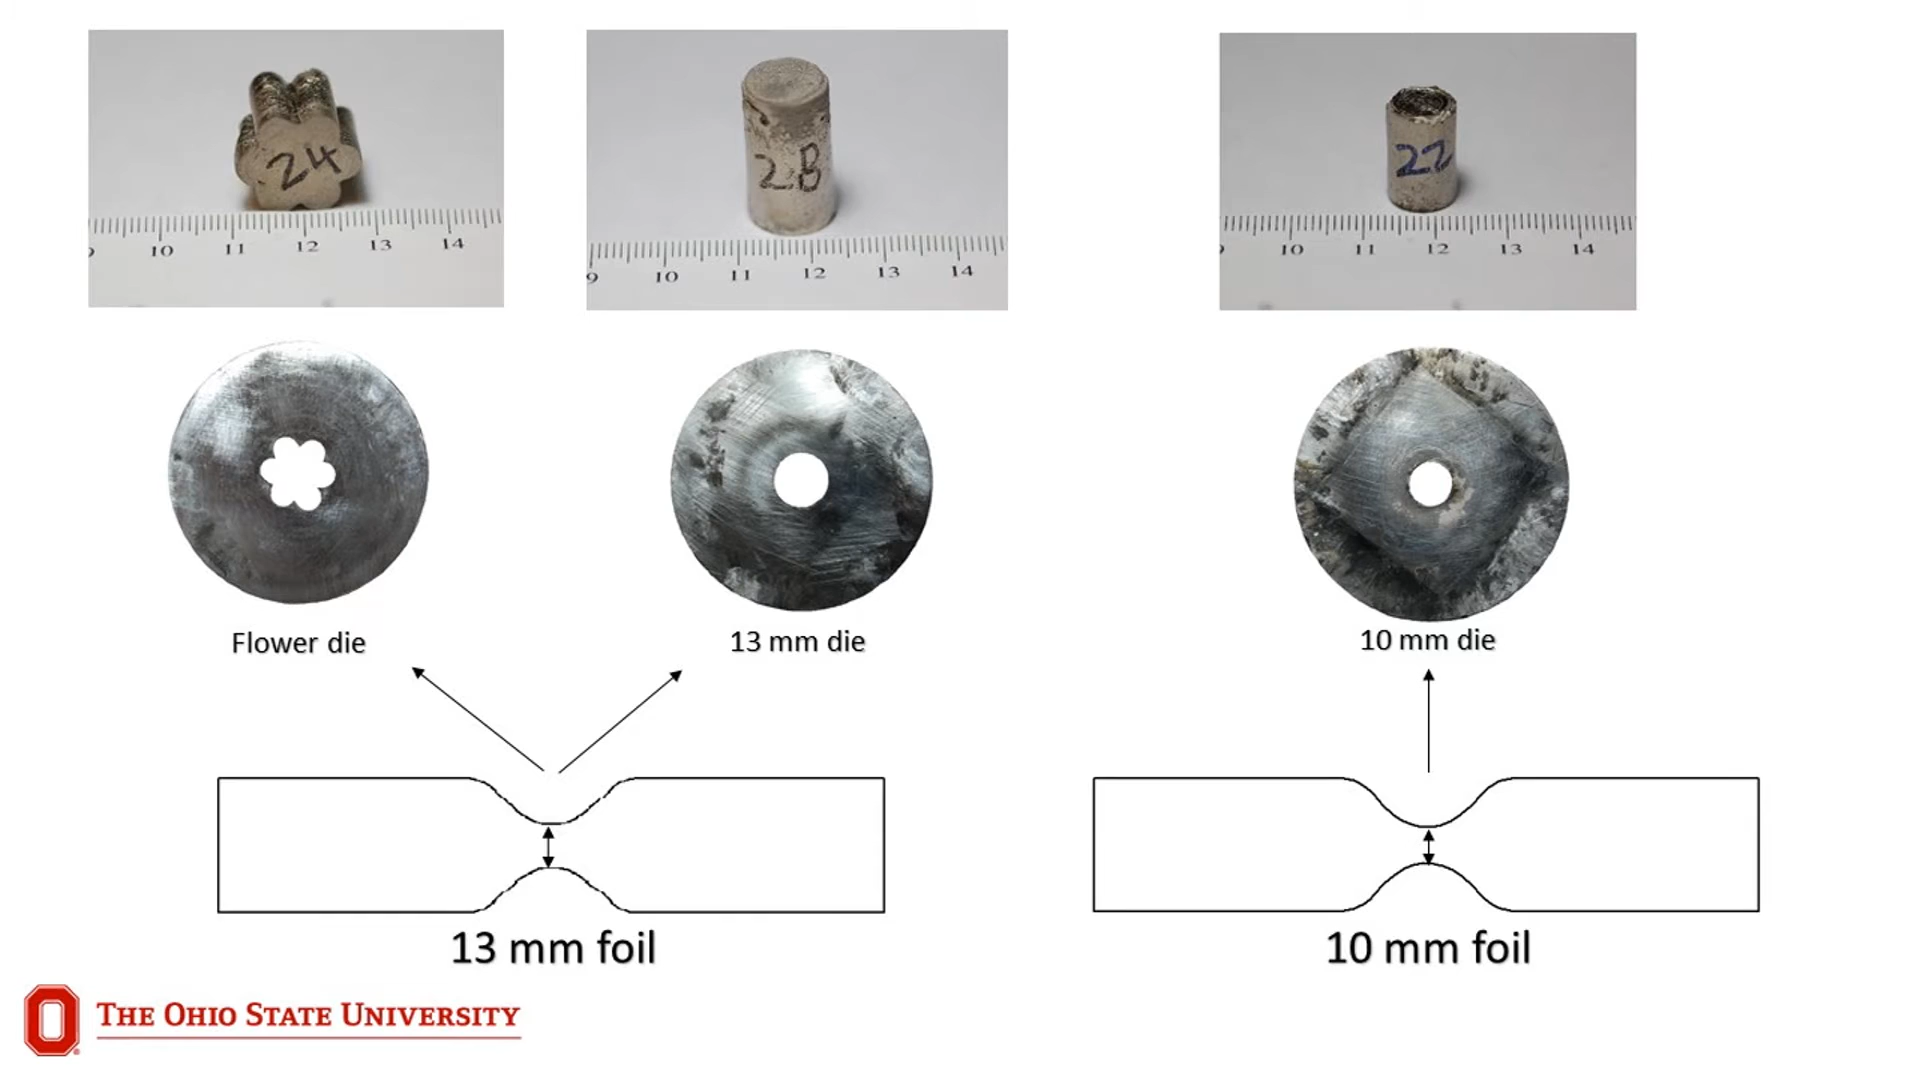 24
10 11 12 13 14
2B
9 10 11 12 13 14
22
10 11 12 13 14
Flower die
13 mm die
10 mm die
13 mm foil
10 mm foil
THE OHIO STATE UNIVERSITY